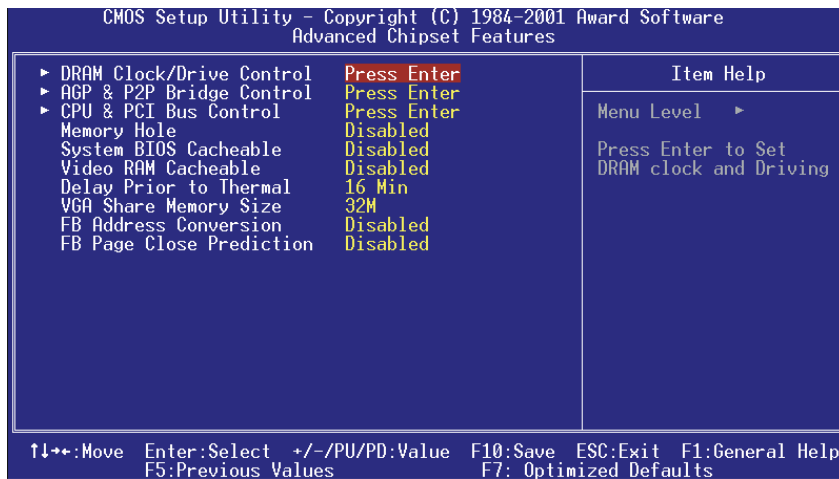 CMOS Setup Utility – Copyright (C) 1984-2001 Award Software
Advanced Chipset Features
► DRAM Clock/Drive Control Press Enter
► AGP & P2P Bridge Control Press Enter
► CPU & PCI Bus Control Press Enter
Memory Hole Disabled
System BIOS Cacheable Disabled
Video RAM Cacheable Disabled
Delay Prior to Thermal 16 Min
VGA Share Memory Size 32M
FB Address Conversion Disabled
FB Page Close Prediction Disabled
Item Help
Menu Level ►
Press Enter to Set
DRAM clock and Driving
↑↓→←:Move Enter:Select +/-/PU/PD:Value F10:Save ESC:Exit F1:General Help
F5:Previous Values F7: Optimized Defaults